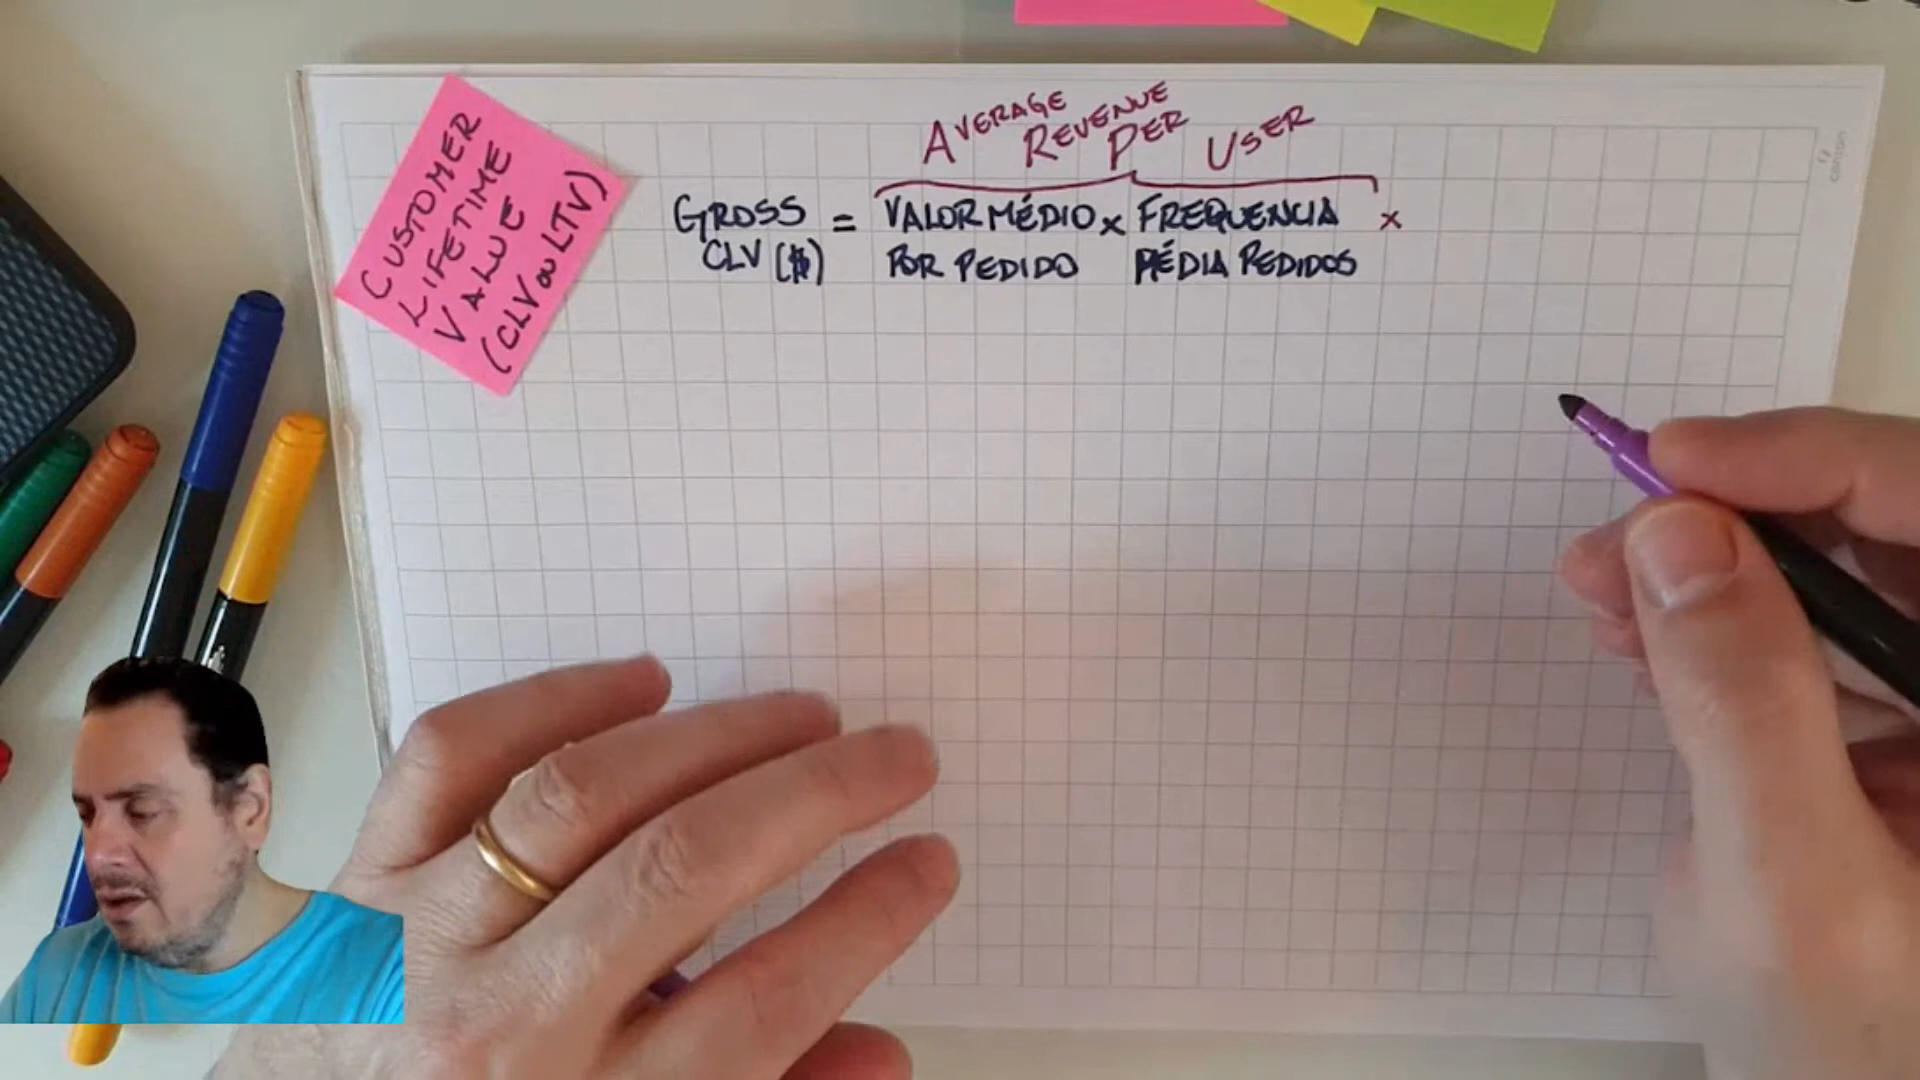 CUSTOMER
LIFETIME
VALUE
(CLV ou LTV)
AVERAGE
REVENUE
PER
USER
GROSS = VALOR MÉDIO x FREQUENCIA x
CLV ($) POR PEDIDO MÉDIA PEDIDOS
canson